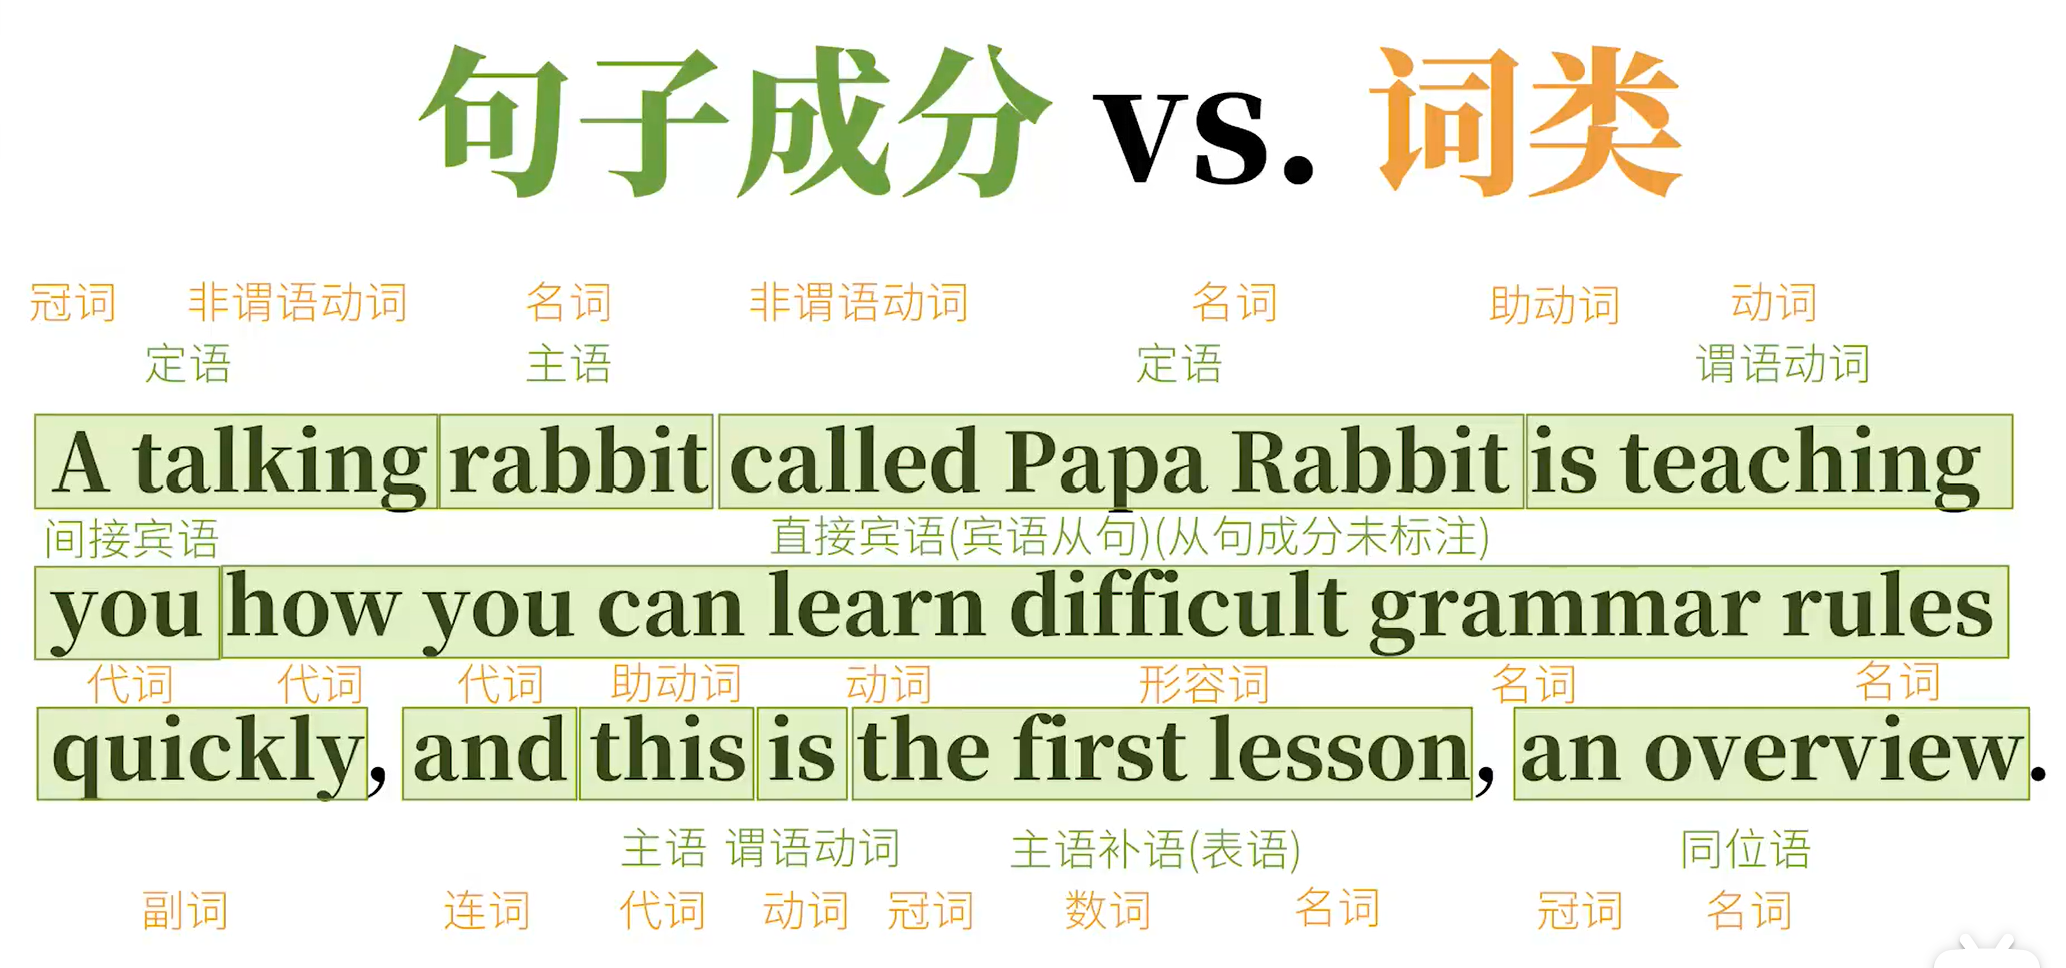 句子成分 vs. 词类
冠词 非谓语动词 名词 非谓语动词 名词 助动词 动词
定语 主语 定语 谓语动词
A talking rabbit called Papa Rabbit is teaching
间接宾语 直接宾语(宾语从句)(从句成分未标注)
you how you can learn difficult grammar rules
代词 代词 代词 助动词 动词 形容词 名词 名词
quickly, and this is the first lesson, an overview.
主语 谓语动词 主语补语(表语) 同位语
副词 连词 代词 动词 冠词 数词 名词 冠词 名词